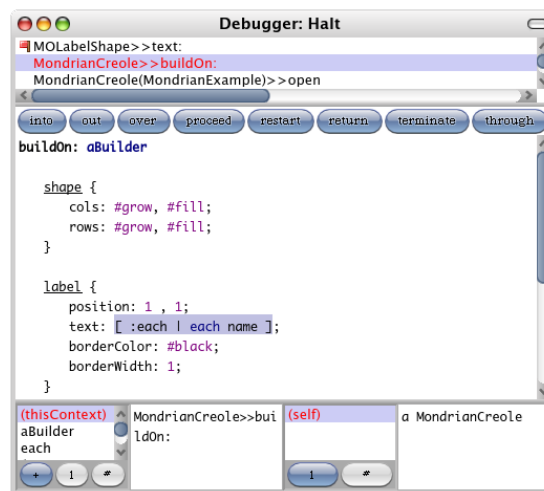 Debugger: Halt
MOLabelShape>>text:
MondrianCreole>>buildOn:
MondrianCreole(MondrianExample)>>open
into out over proceed restart return terminate through
buildOn: aBuilder
shape {
cols: #grow, #fill;
rows: #grow, #fill;
}
label {
position: 1 , 1;
text: [ :each | each name ];
borderColor: #black;
borderWidth: 1;
}
(thisContext)
aBuilder
each
+ 1 #
MondrianCreole>>bui
ldOn:
(self)
1 #
a MondrianCreole